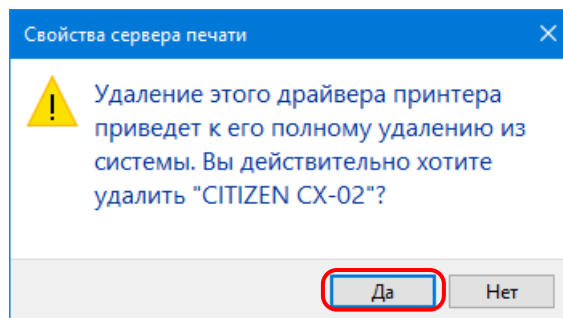 Свойства сервера печати
Удаление этого драйвера принтера
приведет к его полному удалению из
системы. Вы действительно хотите
удалить "CITIZEN CX-02"?
Да
Нет